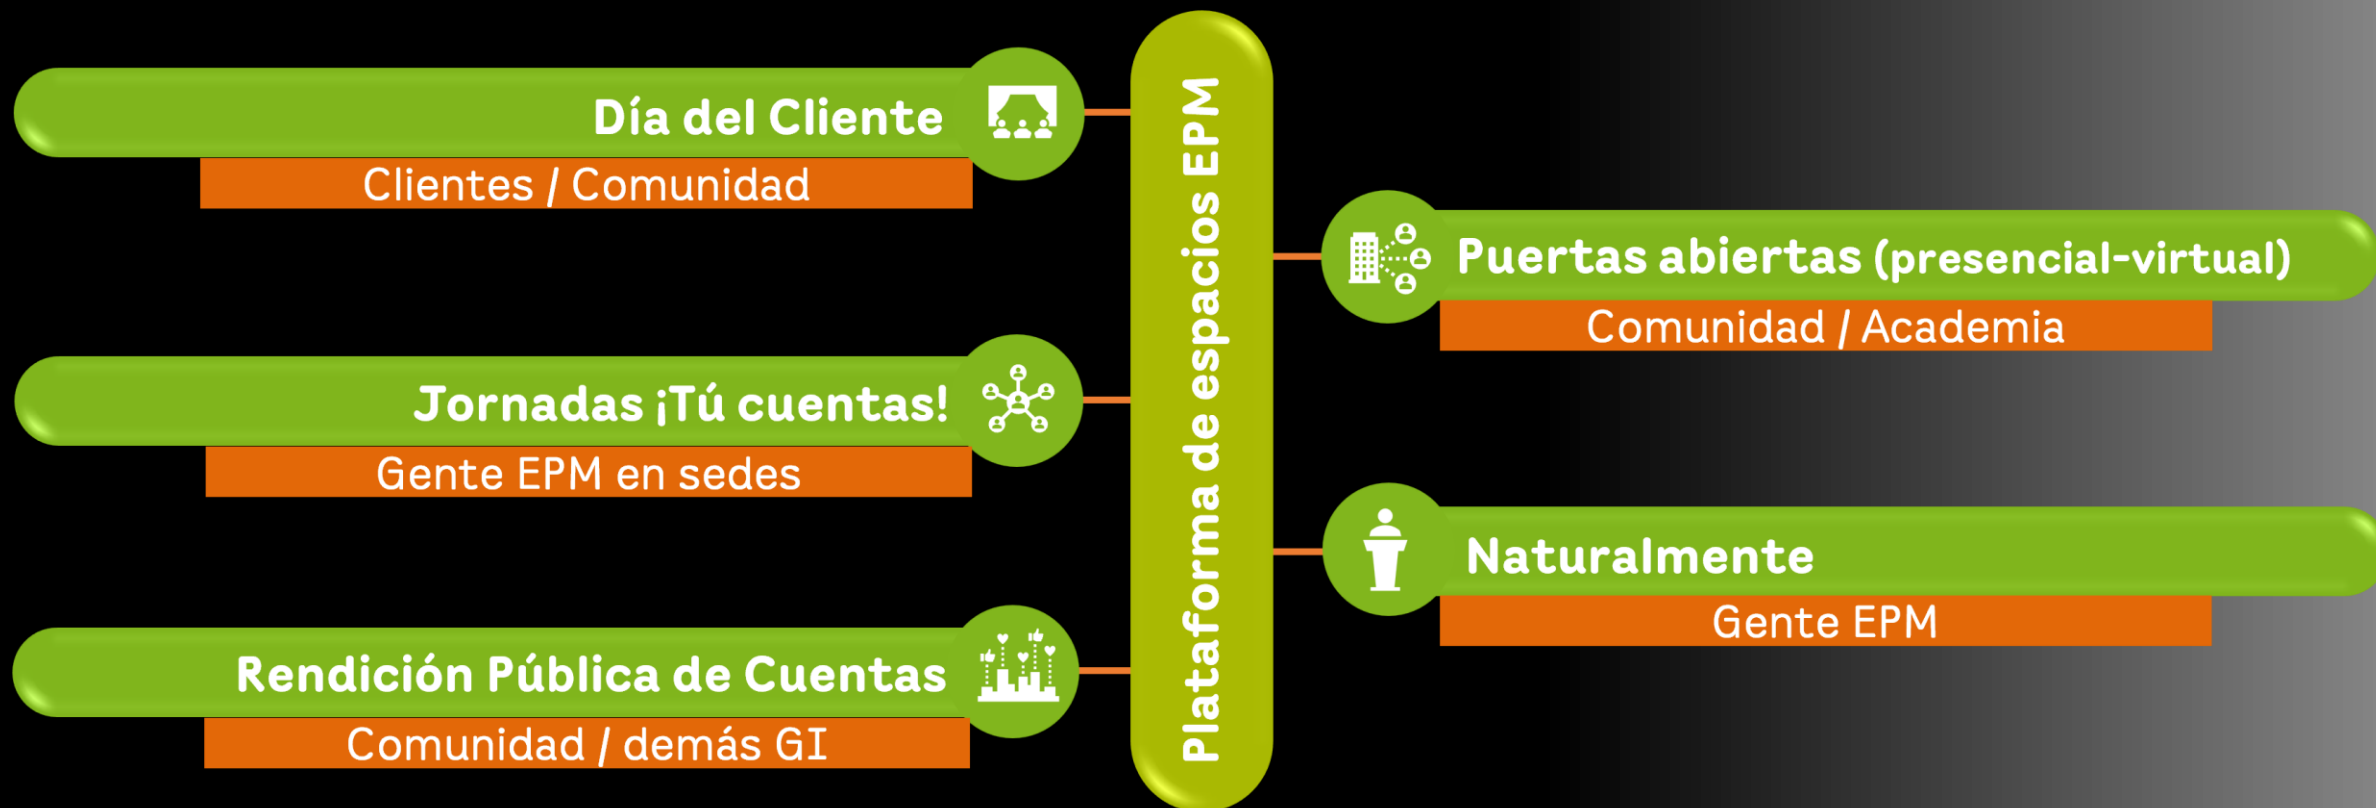 Día del Cliente
Clientes / Comunidad
Jornadas ¡Tú cuentas!
Gente EPM en sedes
Rendición Pública de Cuentas
Comunidad / demás GI
Plataforma de espacios EPM
Puertas abiertas (presencial-virtual)
Comunidad / Academia
Naturalmente
Gente EPM